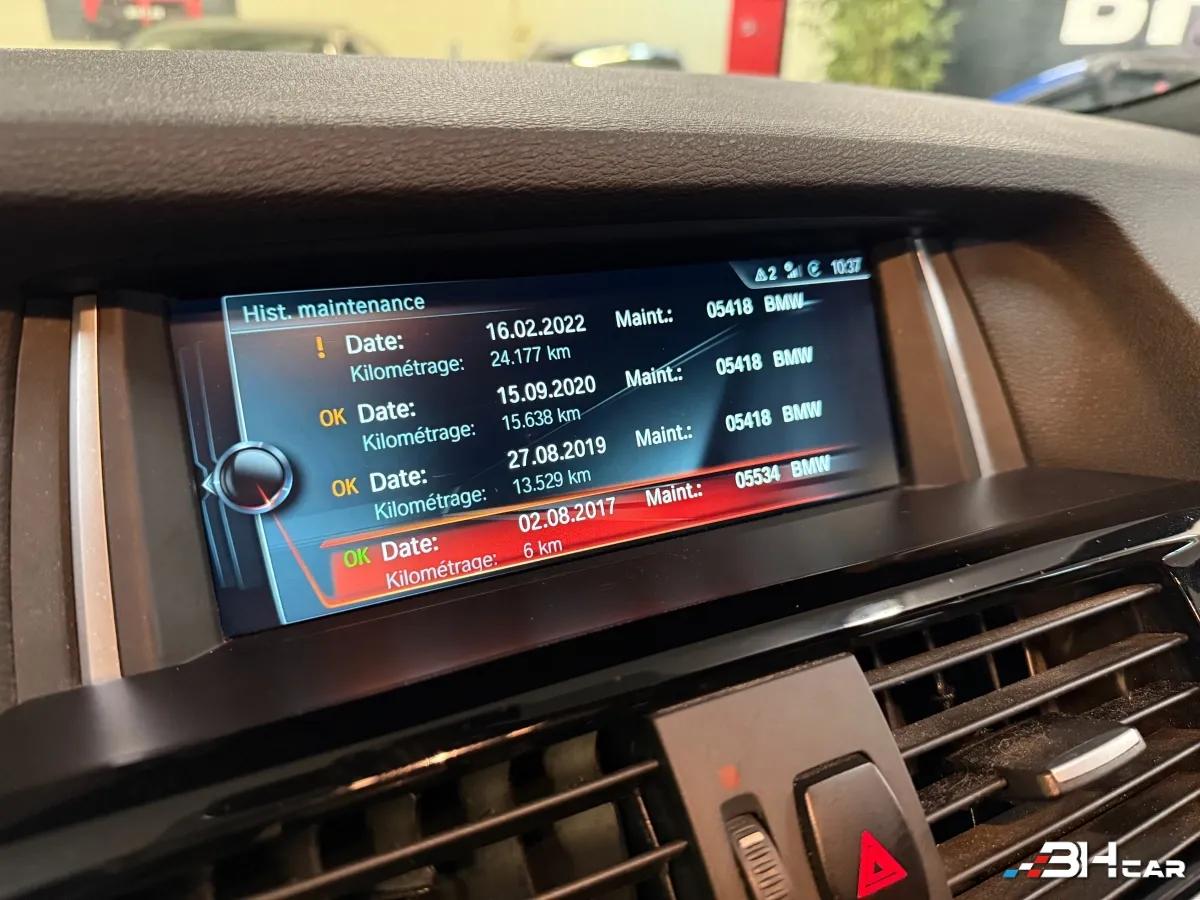 2 10:37
Hist. maintenance
! Date: 16.02.2022 Maint.: 05418 BMW
Kilométrage: 24.177 km
OK Date: 15.09.2020 Maint.: 05418 BMW
Kilométrage: 15.638 km
OK Date: 27.08.2019 Maint.: 05418 BMW
Kilométrage: 13.529 km
OK Date: 02.08.2017 Maint.: 05534 BMW
Kilométrage: 6 km
BHCAR